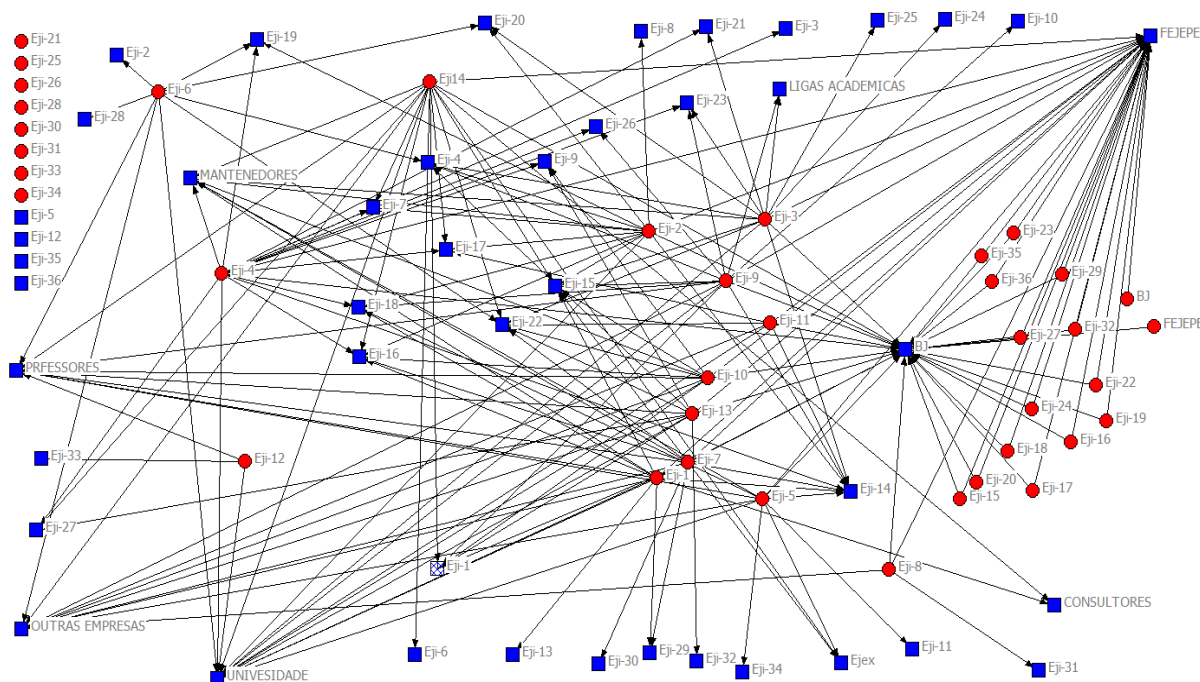 Eji-21
Eji-25
Eji-26
Eji-28
Eji-30
Eji-31
Eji-33
Eji-34
Eji-5
Eji-12
Eji-35
Eji-36
Eji-2
Eji-19
Eji-20
Eji-8
Eji-21
Eji-3
Eji-25
Eji-24
Eji-10
FEJEPE
Eji-6
Eji14
LIGAS ACADEMICAS
Eji-28
Eji-23
Eji-26
Eji-4
Eji-9
MANTENEDORES
Eji-7
Eji-3
Eji-2
Eji-23
Eji-17
Eji-35
Eji-4
Eji-29
Eji-9
Eji-36
Eji-15
BJ
Eji-18
Eji-22
Eji-11
FEJEPE
Eji-32
Eji-27
BJ
Eji-16
PRFESSORES
Eji-10
Eji-22
Eji-24
Eji-13
Eji-19
Eji-16
Eji-18
Eji-33
Eji-12
Eji-7
Eji-1
Eji-20
Eji-14
Eji-17
Eji-5
Eji-15
Eji-27
Eji-1
Eji-8
CONSULTORES
OUTRAS EMPRESAS
Eji-6
Eji-13
Eji-30
Eji-29
Eji-32
Eji-34
Ejex
Eji-11
Eji-31
UNIVESIDADE